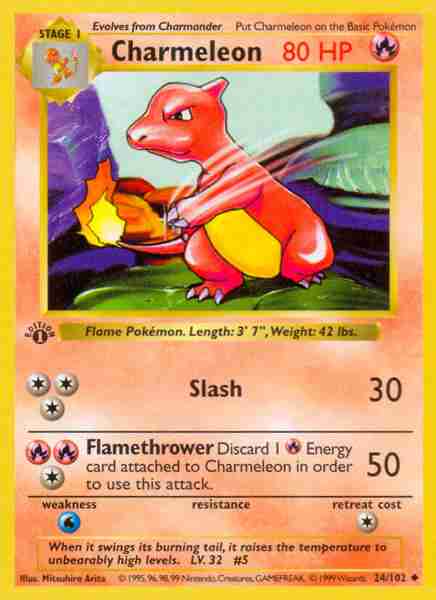 Evolves from Charmander Put Charmeleon on the Basic Pokémon
STAGE 1
Charmeleon 80 HP
EDITION
1
Flame Pokémon. Length: 3' 7", Weight: 42 lbs.
Slash 30
Flamethrower Discard 1 Energy
card attached to Charmeleon in order
to use this attack.
50
weakness resistance retreat cost
When it swings its burning tail, it raises the temperature to
unbearably high levels. LV. 32 #5
Illus. Mitsuhiro Arita ©1995, 96, 98, 99 Nintendo, Creatures, GAMEFREAK. ©1999 Wizards. 24/102 ◆